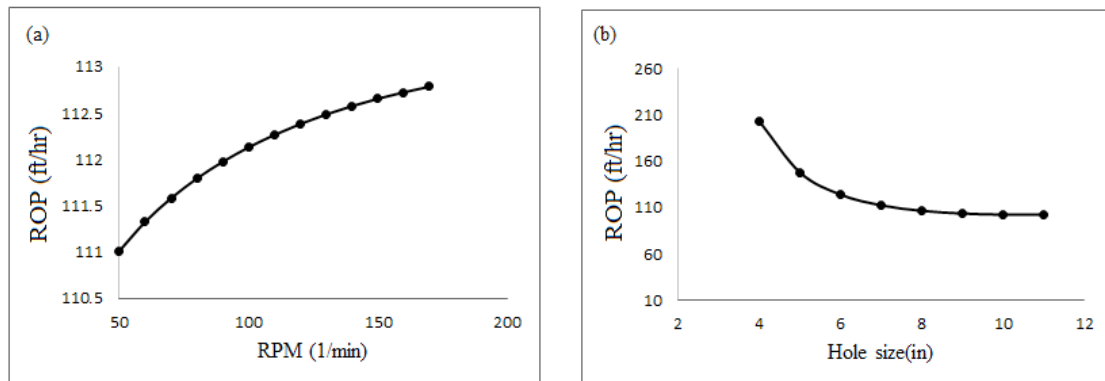 (a)
113
112.5
112
111.5
111
110.5
ROP (ft/hr)
50 100 150 200
RPM (1/min)
(b)
260
210
160
110
60
10
ROP (ft/hr)
2 4 6 8 10 12
Hole size(in)